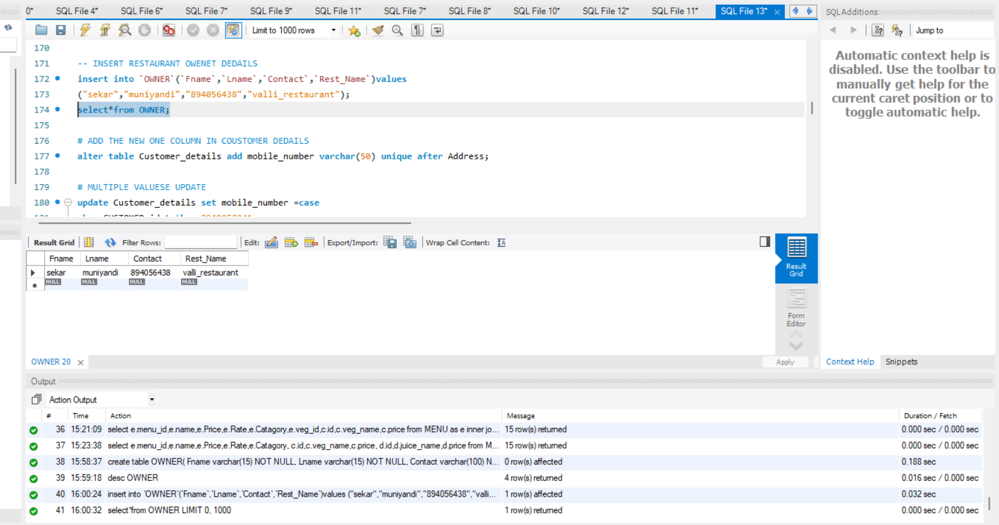 0* SQL File 4* SQL File 6* SQL File 7* SQL File 9* SQL File 11* SQL File 7* SQL File 8* SQL File 10* SQL File 12* SQL File 11* SQL File 13* ×
SQLAdditions
Limit to 1000 rows
Jump to
170
171 -- INSERT RESTAURANT OWENET DEDAILS
172 insert into `OWNER`(`Fname`,`Lname`,`Contact`,`Rest_Name`)values
173 ("sekar","muniyandi","894056438","valli_restaurant");
174 select*from OWNER;
175
176 # ADD THE NEW ONE COLUMN IN COUSTOMER DEDAILS
177 alter table Customer_details add mobile_number varchar(50) unique after Address;
178
179 # MULTIPLE VALUESE UPDATE
180 update Customer_details set mobile_number =case
Automatic context help is
disabled. Use the toolbar to
manually get help for the
current caret position or to
toggle automatic help.
Result Grid Filter Rows: Edit: Export/Import: Wrap Cell Content: IA
Fname Lname Contact Rest_Name
sekar muniyandi 894056438 valli_restaurant
NULL NULL NULL NULL
Result
Grid
Form
Editor
OWNER 20 × Apply
Context Help Snippets
Output
Action Output
# Time Action Message Duration / Fetch
36 15:21:09 select e.menu_id,e.name,e.Price,e.Rate,e.Catagory,e.veg_id,c.id,c.veg_name,c.price from MENU as e inner jo... 15 row(s) returned 0.000 sec / 0.000 sec
37 15:23:38 select e.menu_id,e.name,e.Price,e.Rate,e.Catagory, c.id,c.veg_name,c.price, d.id,d.juice_name,d.price from M... 15 row(s) returned 0.000 sec / 0.000 sec
38 15:58:37 create table OWNER( Fname varchar(15) NOT NULL, Lname varchar(15) NOT NULL, Contact varchar(100) N... 0 row(s) affected 0.188 sec
39 15:59:18 desc OWNER 4 row(s) returned 0.016 sec / 0.000 sec
40 16:00:24 insert into `OWNER`(`Fname`,`Lname`,`Contact`,`Rest_Name`)values ("sekar","muniyandi","894056438","valli... 1 row(s) affected 0.032 sec
41 16:00:32 select*from OWNER LIMIT 0, 1000 1 row(s) returned 0.000 sec / 0.000 sec